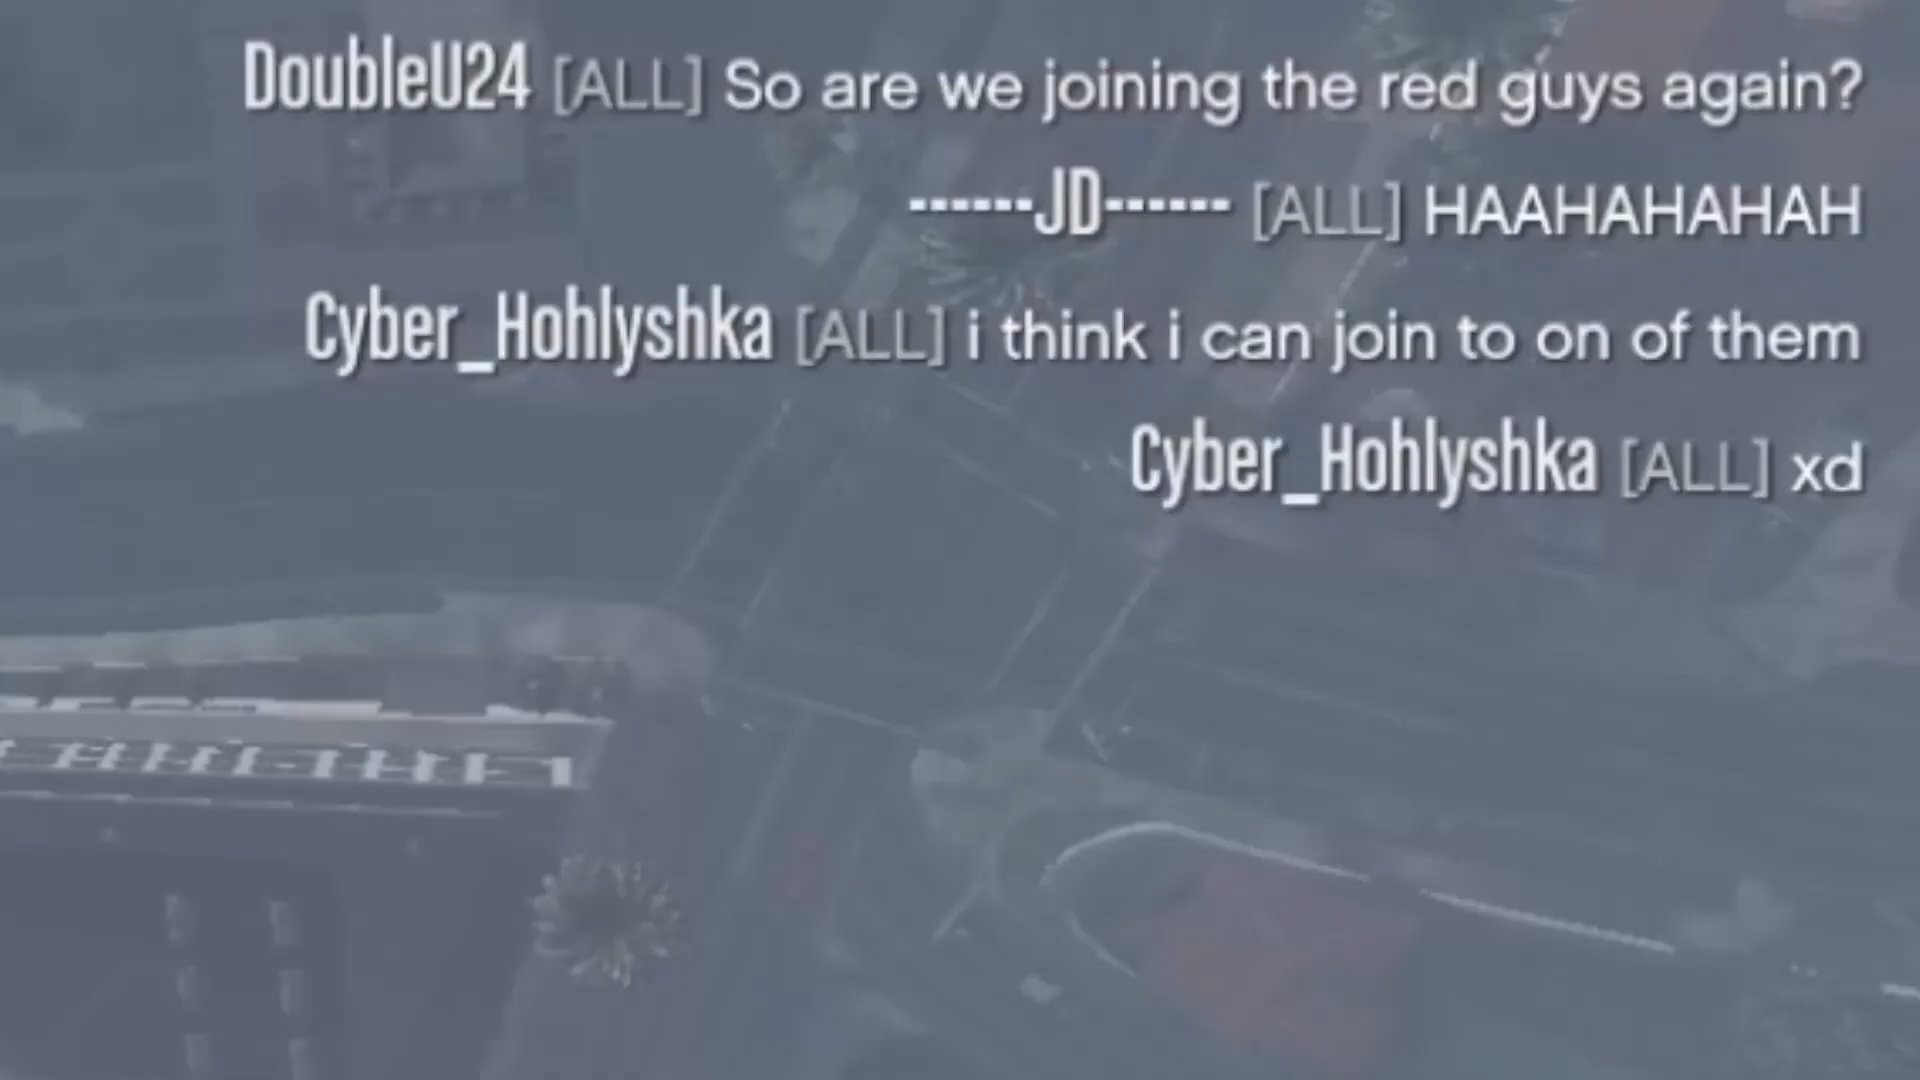 DoubleU24 [ALL] So are we joining the red guys again?
------JD------ [ALL] HAAHAHAHAH
Cyber_Hohlyshka [ALL] i think i can join to on of them
Cyber_Hohlyshka [ALL] xd